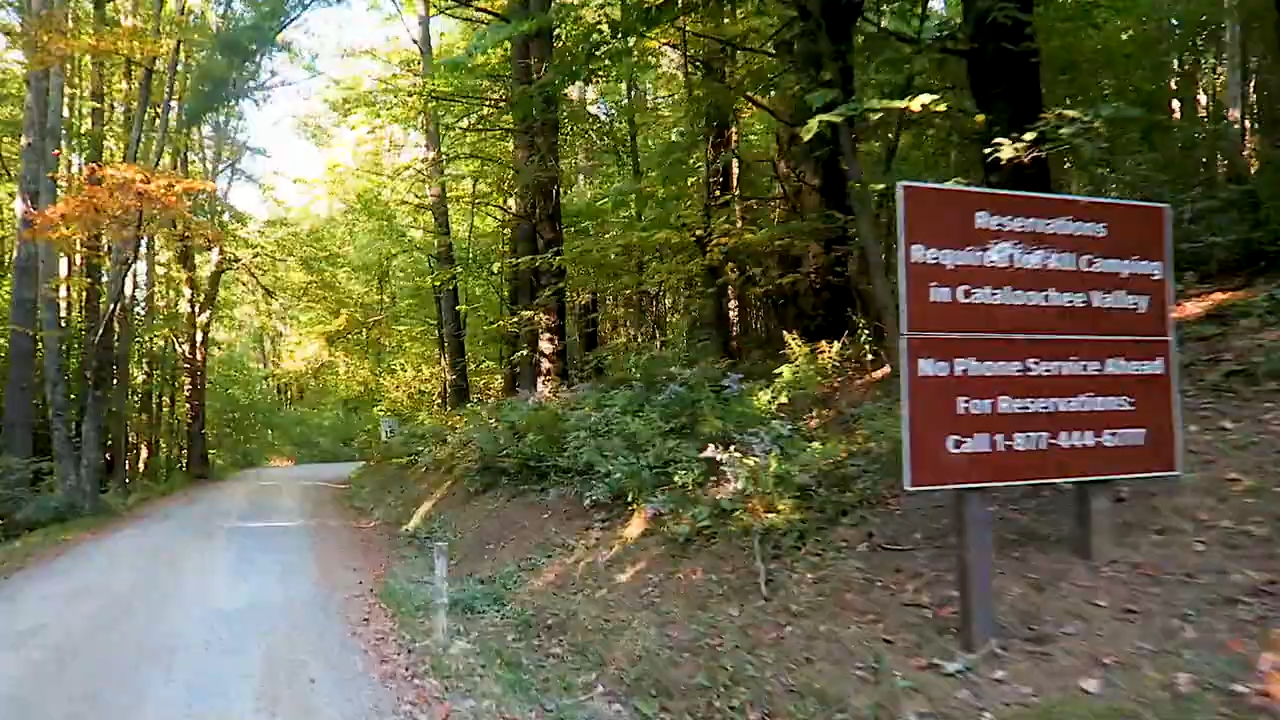 Reservations
Required for All Camping
in Cataloochee Valley
No Phone Service Ahead
For Reservations:
Call 1-877-444-6777